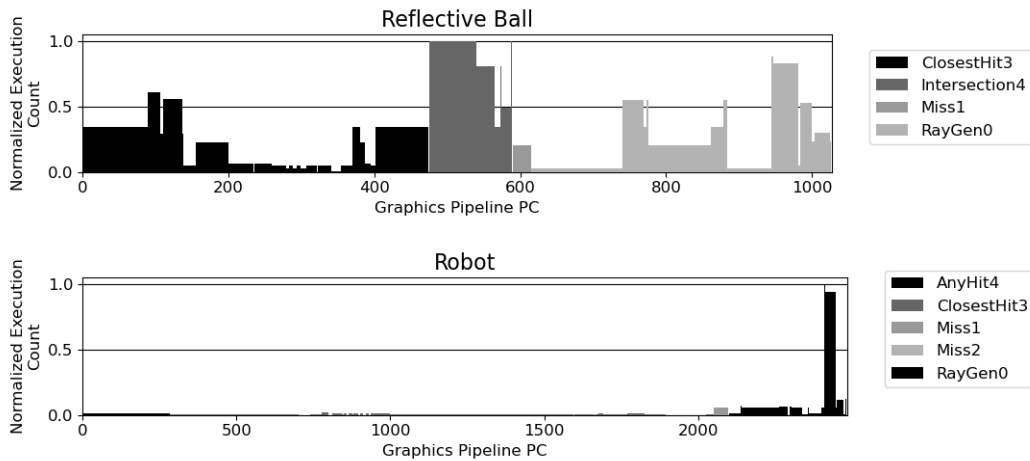 Reflective Ball
Normalized Execution
Count
1.0
0.5
0.0
0
200
400
600
800
1000
Graphics Pipeline PC
ClosestHit3
Intersection4
Miss1
RayGen0
Robot
Normalized Execution
Count
1.0
0.5
0.0
0
500
1000
1500
2000
Graphics Pipeline PC
AnyHit4
ClosestHit3
Miss1
Miss2
RayGen0